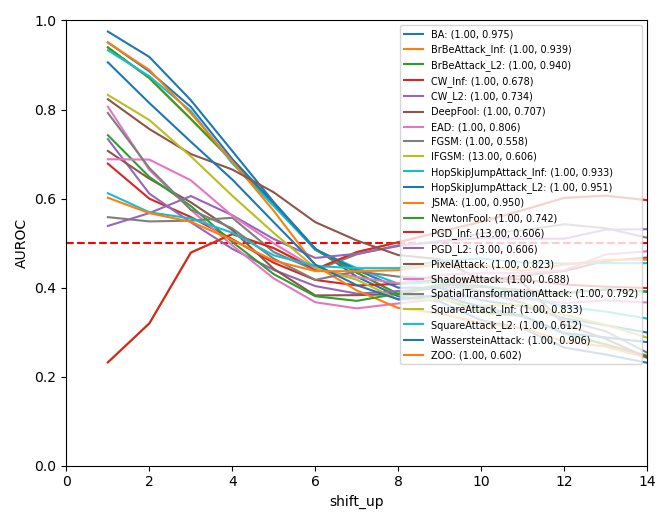 1.0
0.8
0.6
0.4
0.2
0.0
AUROC
BA: (1.00, 0.975)
BrBeAttack_Inf: (1.00, 0.939)
BrBeAttack_L2: (1.00, 0.940)
CW_Inf: (1.00, 0.678)
CW_L2: (1.00, 0.734)
DeepFool: (1.00, 0.707)
EAD: (1.00, 0.806)
FGSM: (1.00, 0.558)
IFGSM: (13.00, 0.606)
HopSkipJumpAttack_Inf: (1.00, 0.933)
HopSkipJumpAttack_L2: (1.00, 0.951)
JSMA: (1.00, 0.950)
NewtonFool: (1.00, 0.742)
PGD_Inf: (13.00, 0.606)
PGD_L2: (3.00, 0.606)
PixelAttack: (1.00, 0.823)
ShadowAttack: (1.00, 0.688)
SpatialTransformationAttack: (1.00, 0.792)
SquareAttack_Inf: (1.00, 0.833)
SquareAttack_L2: (1.00, 0.612)
WassersteinAttack: (1.00, 0.906)
ZOO: (1.00, 0.602)
0 2 4 6 8 10 12 14
shift_up